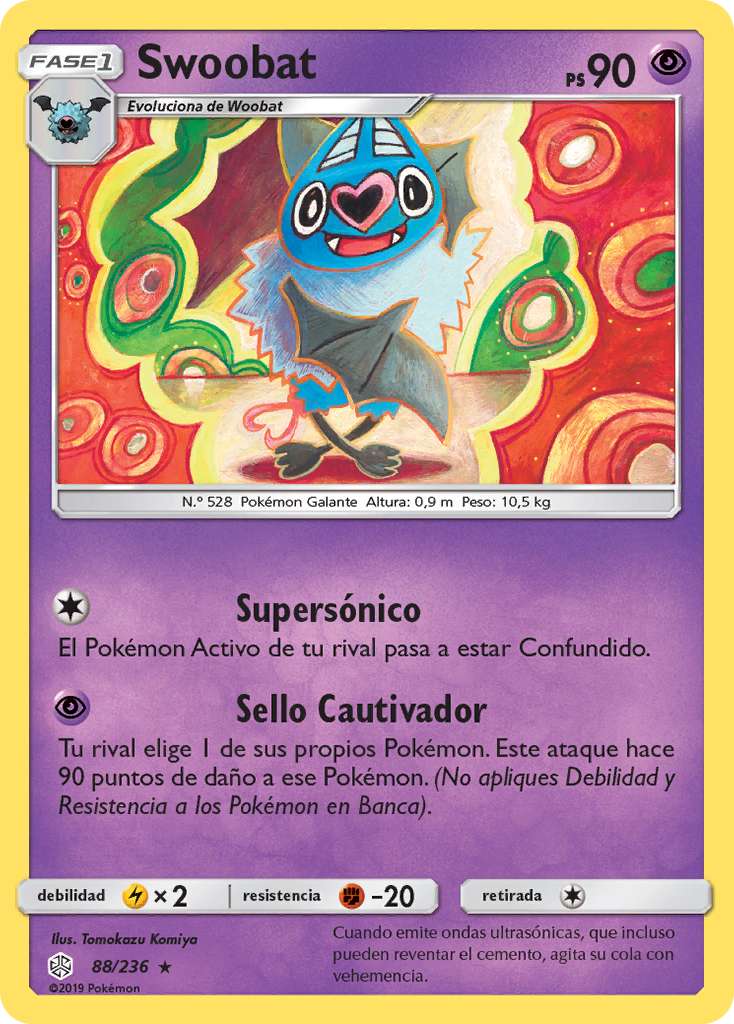 FASE1
Swoobat
PS90
Evoluciona de Woobat
N.º 528 Pokémon Galante Altura: 0,9 m Peso: 10,5 kg
Supersónico
El Pokémon Activo de tu rival pasa a estar Confundido.
Sello Cautivador
Tu rival elige 1 de sus propios Pokémon. Este ataque hace
90 puntos de daño a ese Pokémon. (No apliques Debilidad y
Resistencia a los Pokémon en Banca).
debilidad ×2 resistencia -20 retirada
Ilus. Tomokazu Komiya
88/236
©2019 Pokémon
Cuando emite ondas ultrasónicas, que incluso
pueden reventar el cemento, agita su cola con
vehemencia.